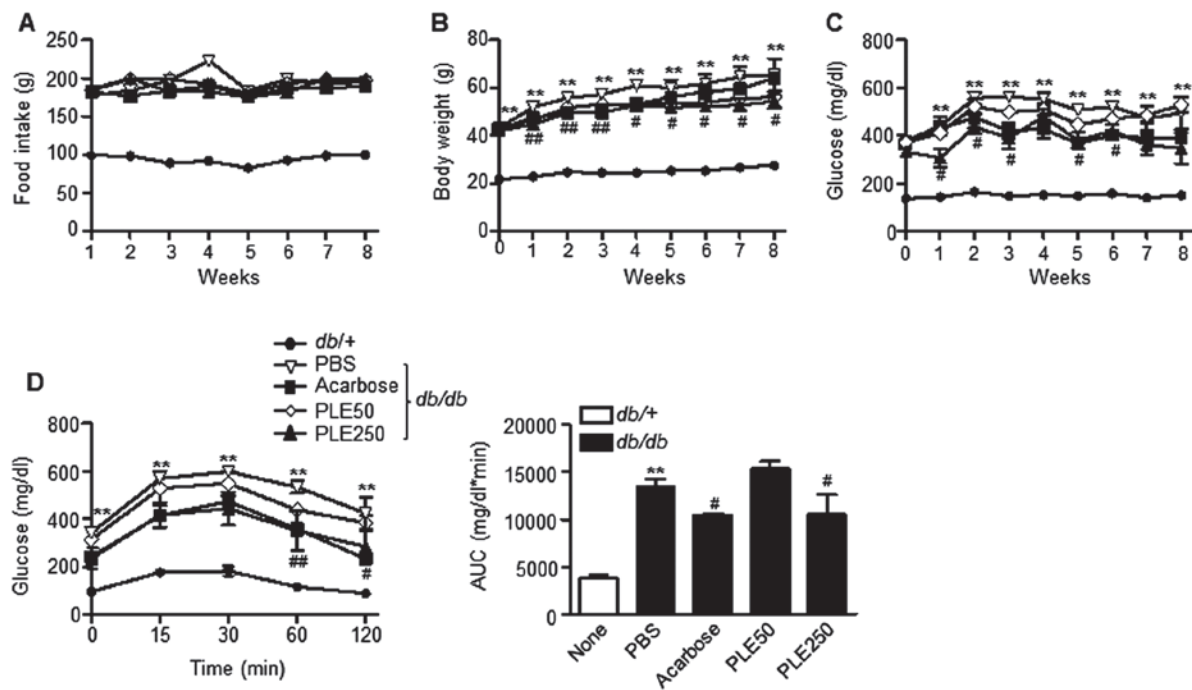 A
250
200
150
100
50
0
Food intake (g)
1 2 3 4 5 6 7 8
Weeks
B
80
60
40
20
0
Body weight (g)
** ** ** ** ** ** ** ** **
## ## ## # # # # #
0 1 2 3 4 5 6 7 8
Weeks
C
800
600
400
200
0
Glucose (mg/dl)
** ** ** ** ** ** ** **
# # # # #
0 1 2 3 4 5 6 7 8
Weeks
D
db/+
PBS
Acarbose
PLE50
PLE250
db/db
800
600
400
200
0
Glucose (mg/dl)
** ** ** ** **
## #
0 15 30 60 120
Time (min)
db/+
db/db
20000
15000
10000
5000
0
AUC (mg/dl*min)
** # #
None PBS Acarbose PLE50 PLE250